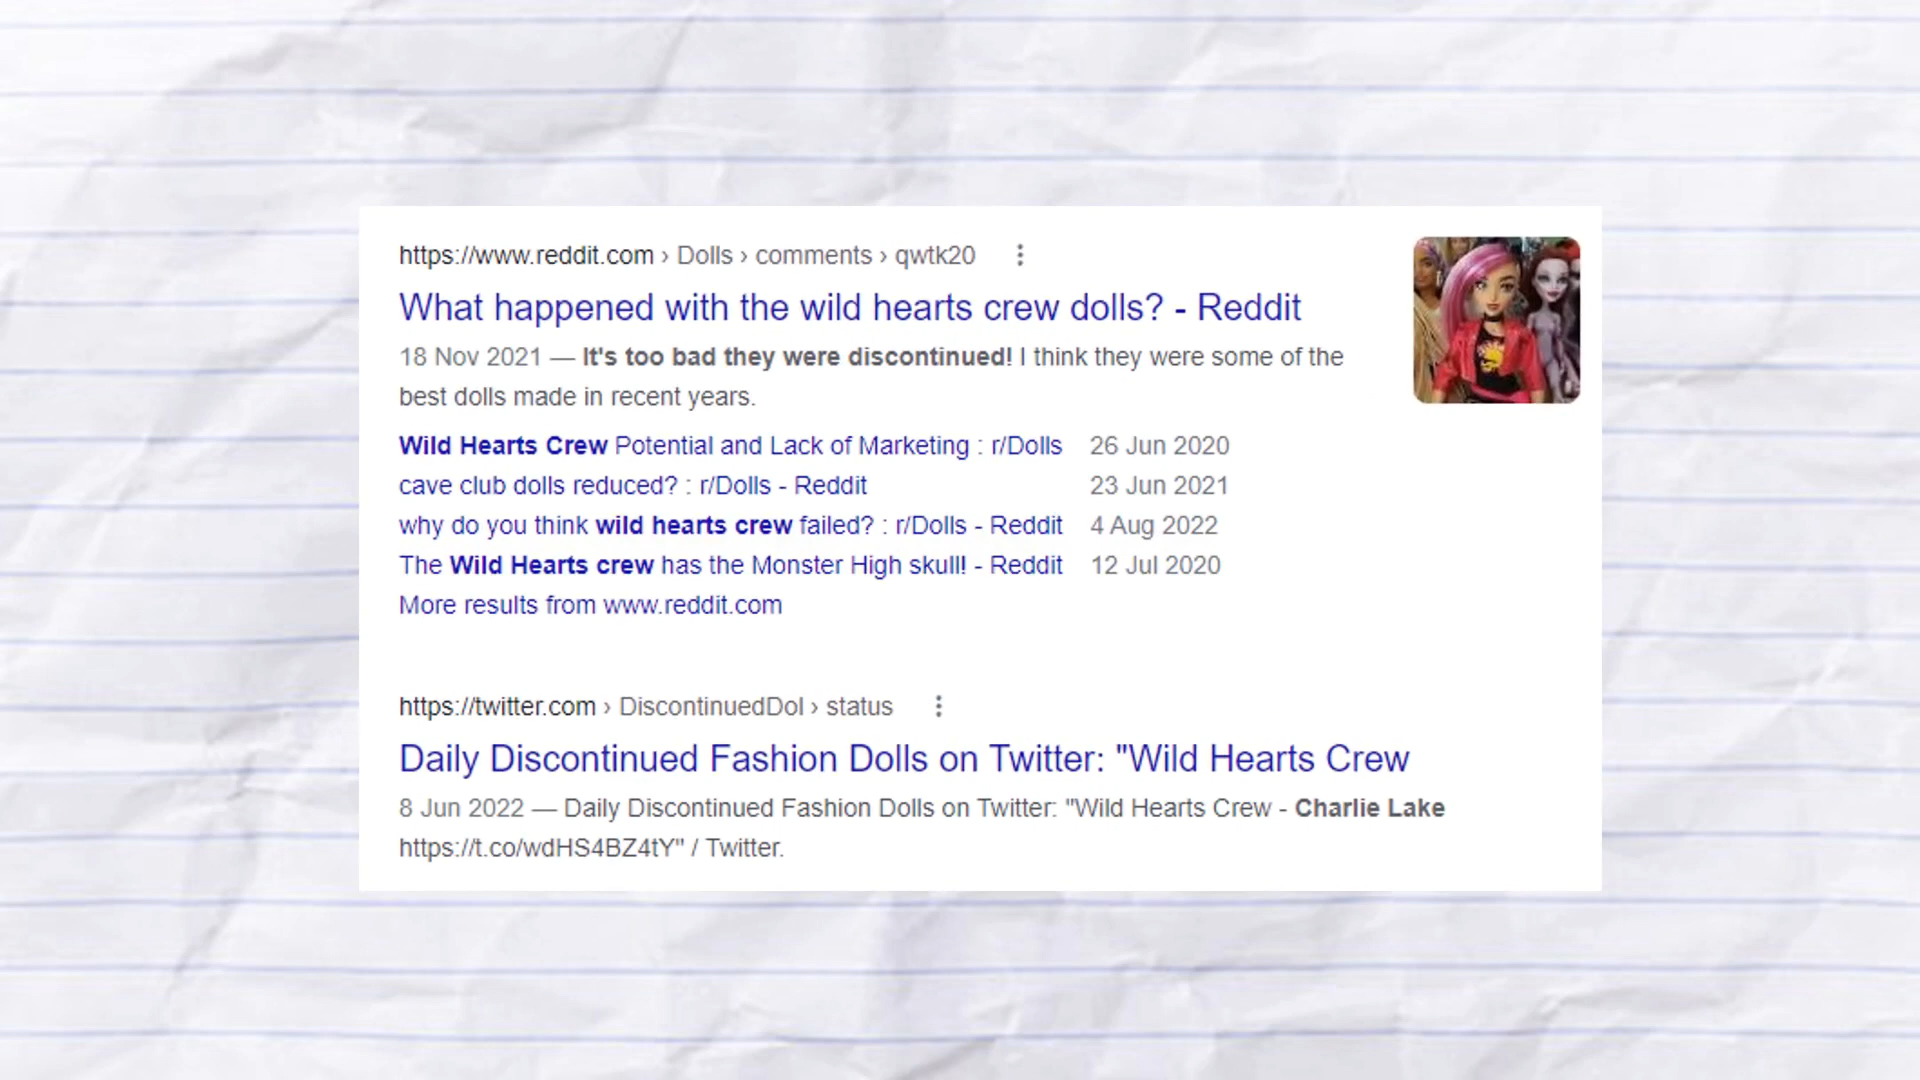 https://www.reddit.com › Dolls › comments › qwtk20
What happened with the wild hearts crew dolls? - Reddit
18 Nov 2021 — It's too bad they were discontinued! I think they were some of the
best dolls made in recent years.
Wild Hearts Crew Potential and Lack of Marketing : r/Dolls 26 Jun 2020
cave club dolls reduced? : r/Dolls - Reddit 23 Jun 2021
why do you think wild hearts crew failed? : r/Dolls - Reddit 4 Aug 2022
The Wild Hearts crew has the Monster High skull! - Reddit 12 Jul 2020
More results from www.reddit.com
https://twitter.com › DiscontinuedDol › status
Daily Discontinued Fashion Dolls on Twitter: "Wild Hearts Crew
8 Jun 2022 — Daily Discontinued Fashion Dolls on Twitter: "Wild Hearts Crew - Charlie Lake
https://t.co/wdHS4BZ4tY" / Twitter.